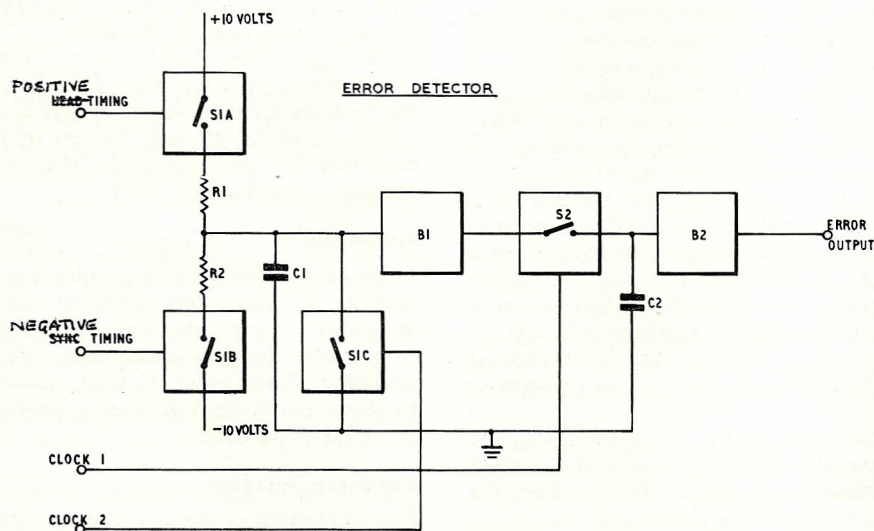 +10 VOLTS
POSITIVE
HEAD TIMING
S1A
ERROR DETECTOR
R1
B1
S2
B2
ERROR
OUTPUT
R2
C1
C2
NEGATIVE
SYNC TIMING
S1B
S1C
-10 VOLTS
CLOCK 1
CLOCK 2